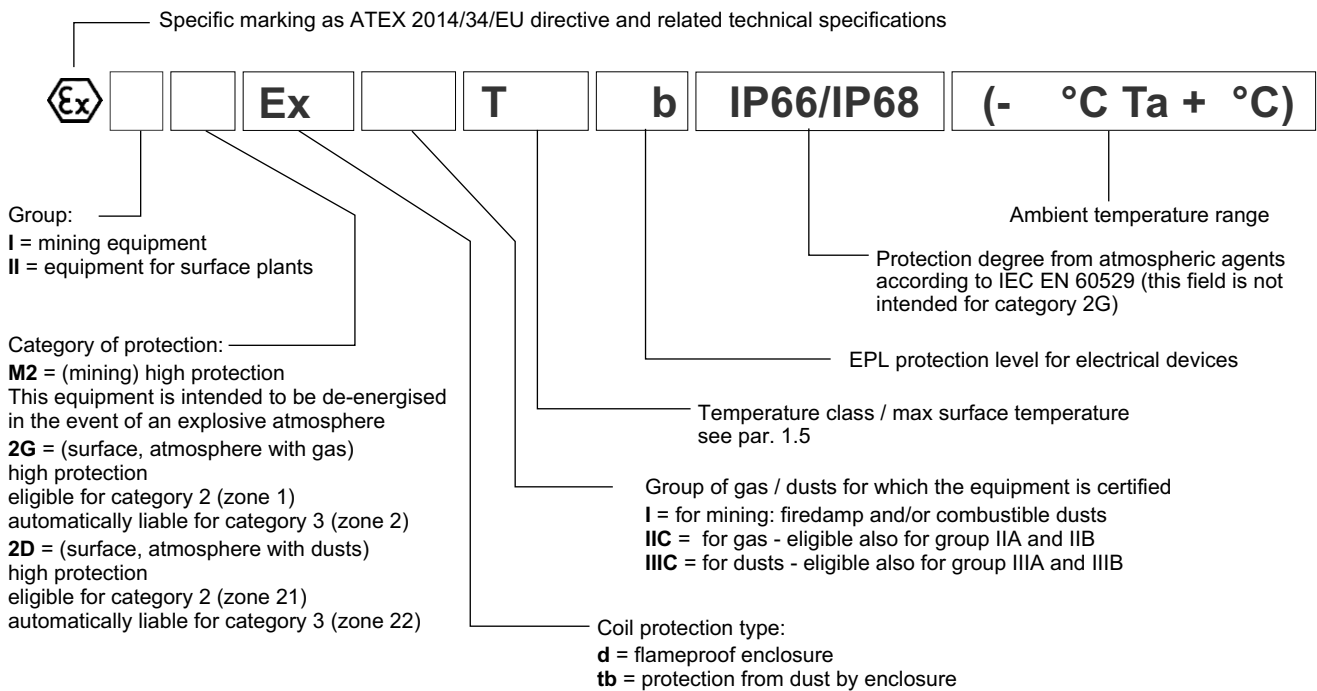 Specific marking as ATEX 2014/34/EU directive and related technical specifications
Ex Ex T b IP66/IP68 (- °C Ta + °C)
Group:
I = mining equipment
II = equipment for surface plants
Ambient temperature range
Protection degree from atmospheric agents
according to IEC EN 60529 (this field is not
intended for category 2G)
Category of protection:
M2 = (mining) high protection
This equipment is intended to be de-energised
in the event of an explosive atmosphere
2G = (surface, atmosphere with gas)
high protection
eligible for category 2 (zone 1)
automatically liable for category 3 (zone 2)
2D = (surface, atmosphere with dusts)
high protection
eligible for category 2 (zone 21)
automatically liable for category 3 (zone 22)
EPL protection level for electrical devices
Temperature class / max surface temperature
see par. 1.5
Group of gas / dusts for which the equipment is certified
I = for mining: firedamp and/or combustible dusts
IIC = for gas - eligible also for group IIA and IIB
IIIC = for dusts - eligible also for group IIIA and IIIB
Coil protection type:
d = flameproof enclosure
tb = protection from dust by enclosure